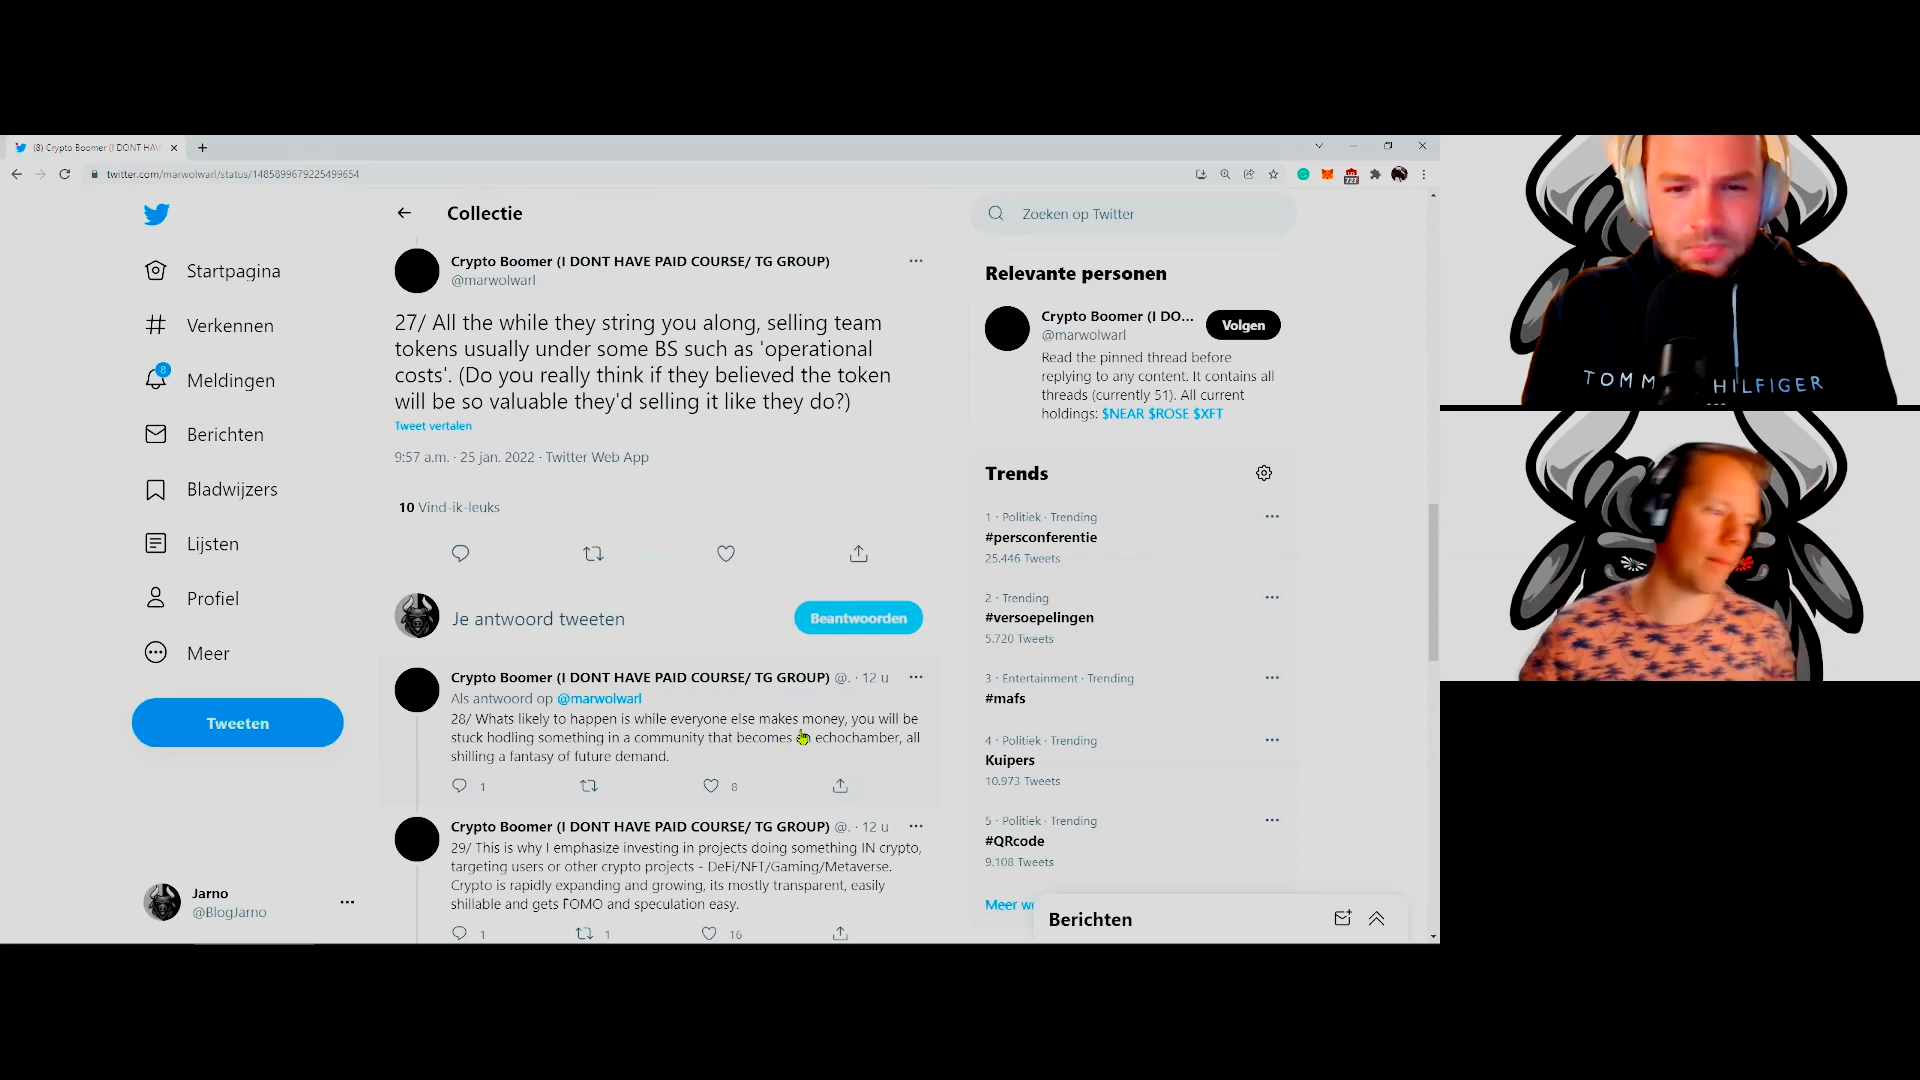 (8) Crypto Boomer (I DONT HAV
twitter.com/marwolwarl/status/1485899679225499654
Startpagina
Verkennen
8
Meldingen
Berichten
Bladwijzers
Lijsten
Profiel
Meer
Tweeten
Jarno
@BlogJarno
Collectie
Crypto Boomer (I DONT HAVE PAID COURSE/ TG GROUP)
@marwolwarl
27/ All the while they string you along, selling team
tokens usually under some BS such as 'operational
costs'. (Do you really think if they believed the token
will be so valuable they'd selling it like they do?)
Tweet vertalen
9:57 a.m. · 25 jan. 2022 · Twitter Web App
10 Vind-ik-leuks
Je antwoord tweeten
Beantwoorden
Crypto Boomer (I DONT HAVE PAID COURSE/ TG GROUP) @. · 12 u
Als antwoord op @marwolwarl
28/ Whats likely to happen is while everyone else makes money, you will be
stuck hodling something in a community that becomes echochamber, all
shilling a fantasy of future demand.
1 8
Crypto Boomer (I DONT HAVE PAID COURSE/ TG GROUP) @. · 12 u
29/ This is why I emphasize investing in projects doing something IN crypto,
targeting users or other crypto projects - DeFi/NFT/Gaming/Metaverse.
Crypto is rapidly expanding and growing, its mostly transparent, easily
shillable and gets FOMO and speculation easy.
1 1 16
Zoeken op Twitter
Relevante personen
Crypto Boomer (I DO...
@marwolwarl
Volgen
Read the pinned thread before
replying to any content. It contains all
threads (currently 51). All current
holdings: $NEAR $ROSE $XFT
Trends
1 · Politiek · Trending
#persconferentie
25.446 Tweets
2 · Trending
#versoepelingen
5.720 Tweets
3 · Entertainment · Trending
#mafs
4 · Politiek · Trending
Kuipers
10.973 Tweets
5 · Politiek · Trending
#QRcode
9.108 Tweets
Meer
Berichten
TOMM HILFIGER